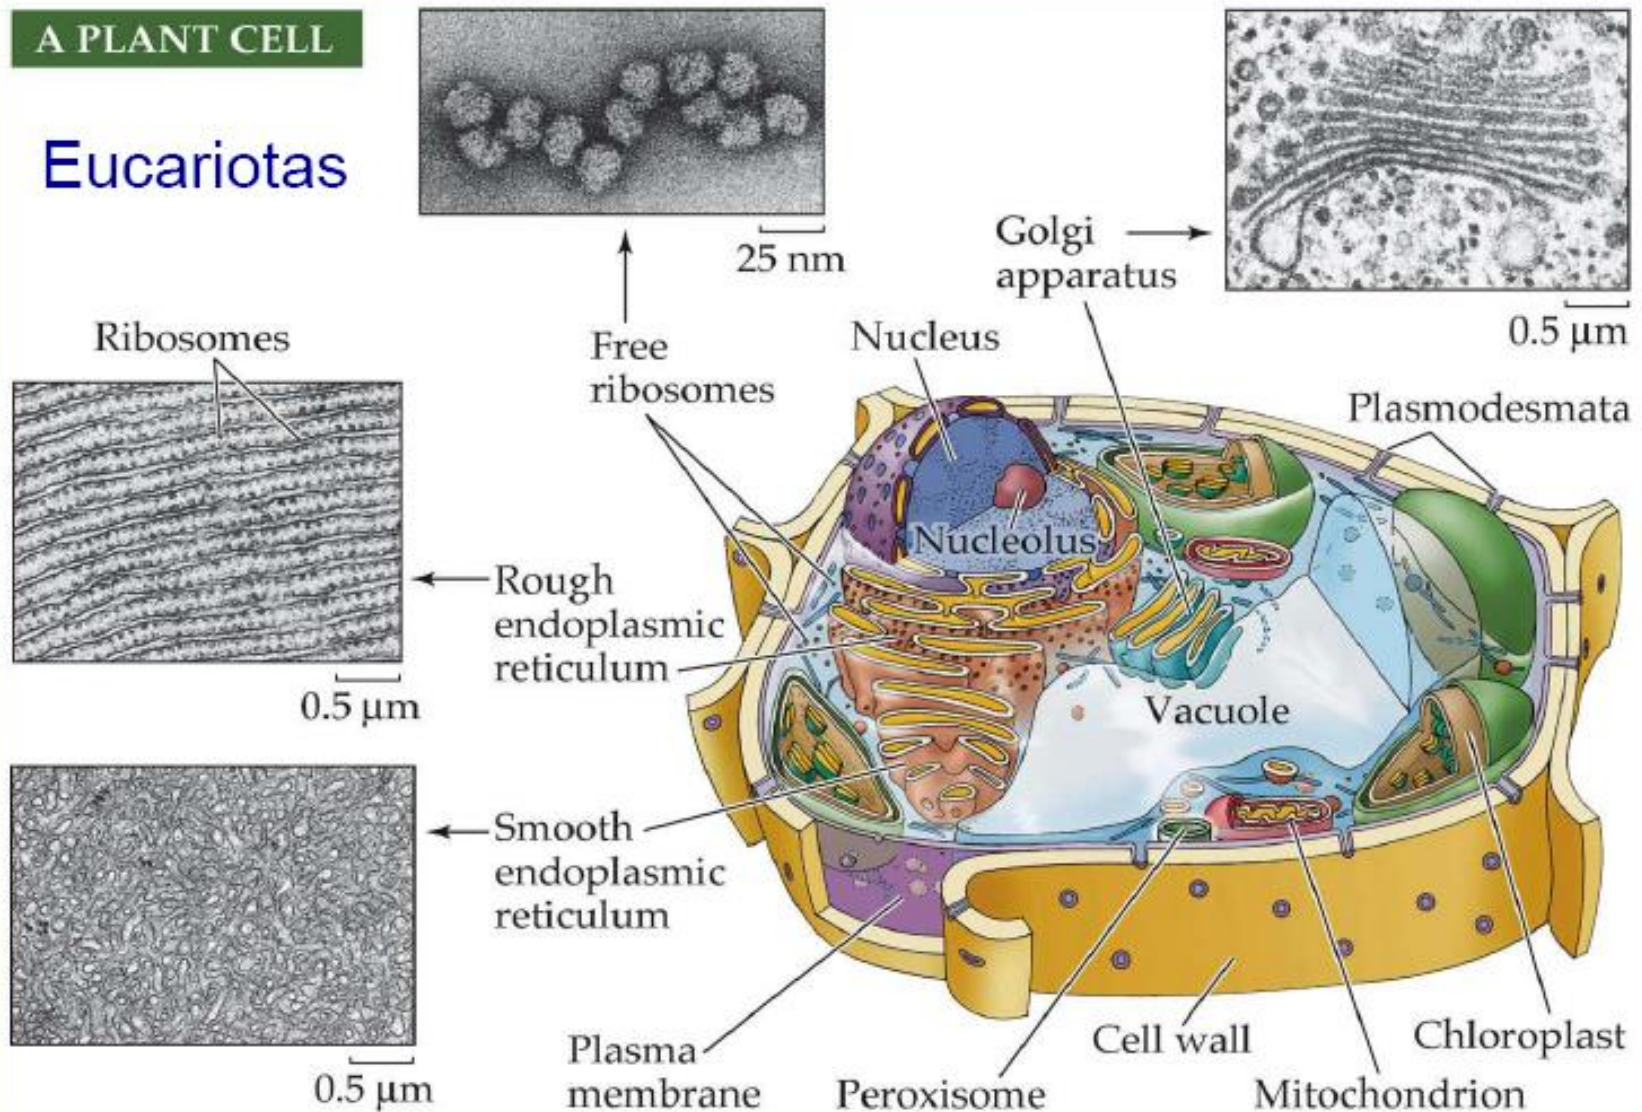 A PLANT CELL
Eucariotas
25 nm
Golgi
apparatus
0.5 µm
Ribosomes
Free
ribosomes
Nucleus
Plasmodesmata
Nucleolus
Rough
endoplasmic
reticulum
0.5 µm
Vacuole
Smooth
endoplasmic
reticulum
0.5 µm
Plasma
membrane
Peroxisome
Cell wall
Mitochondrion
Chloroplast